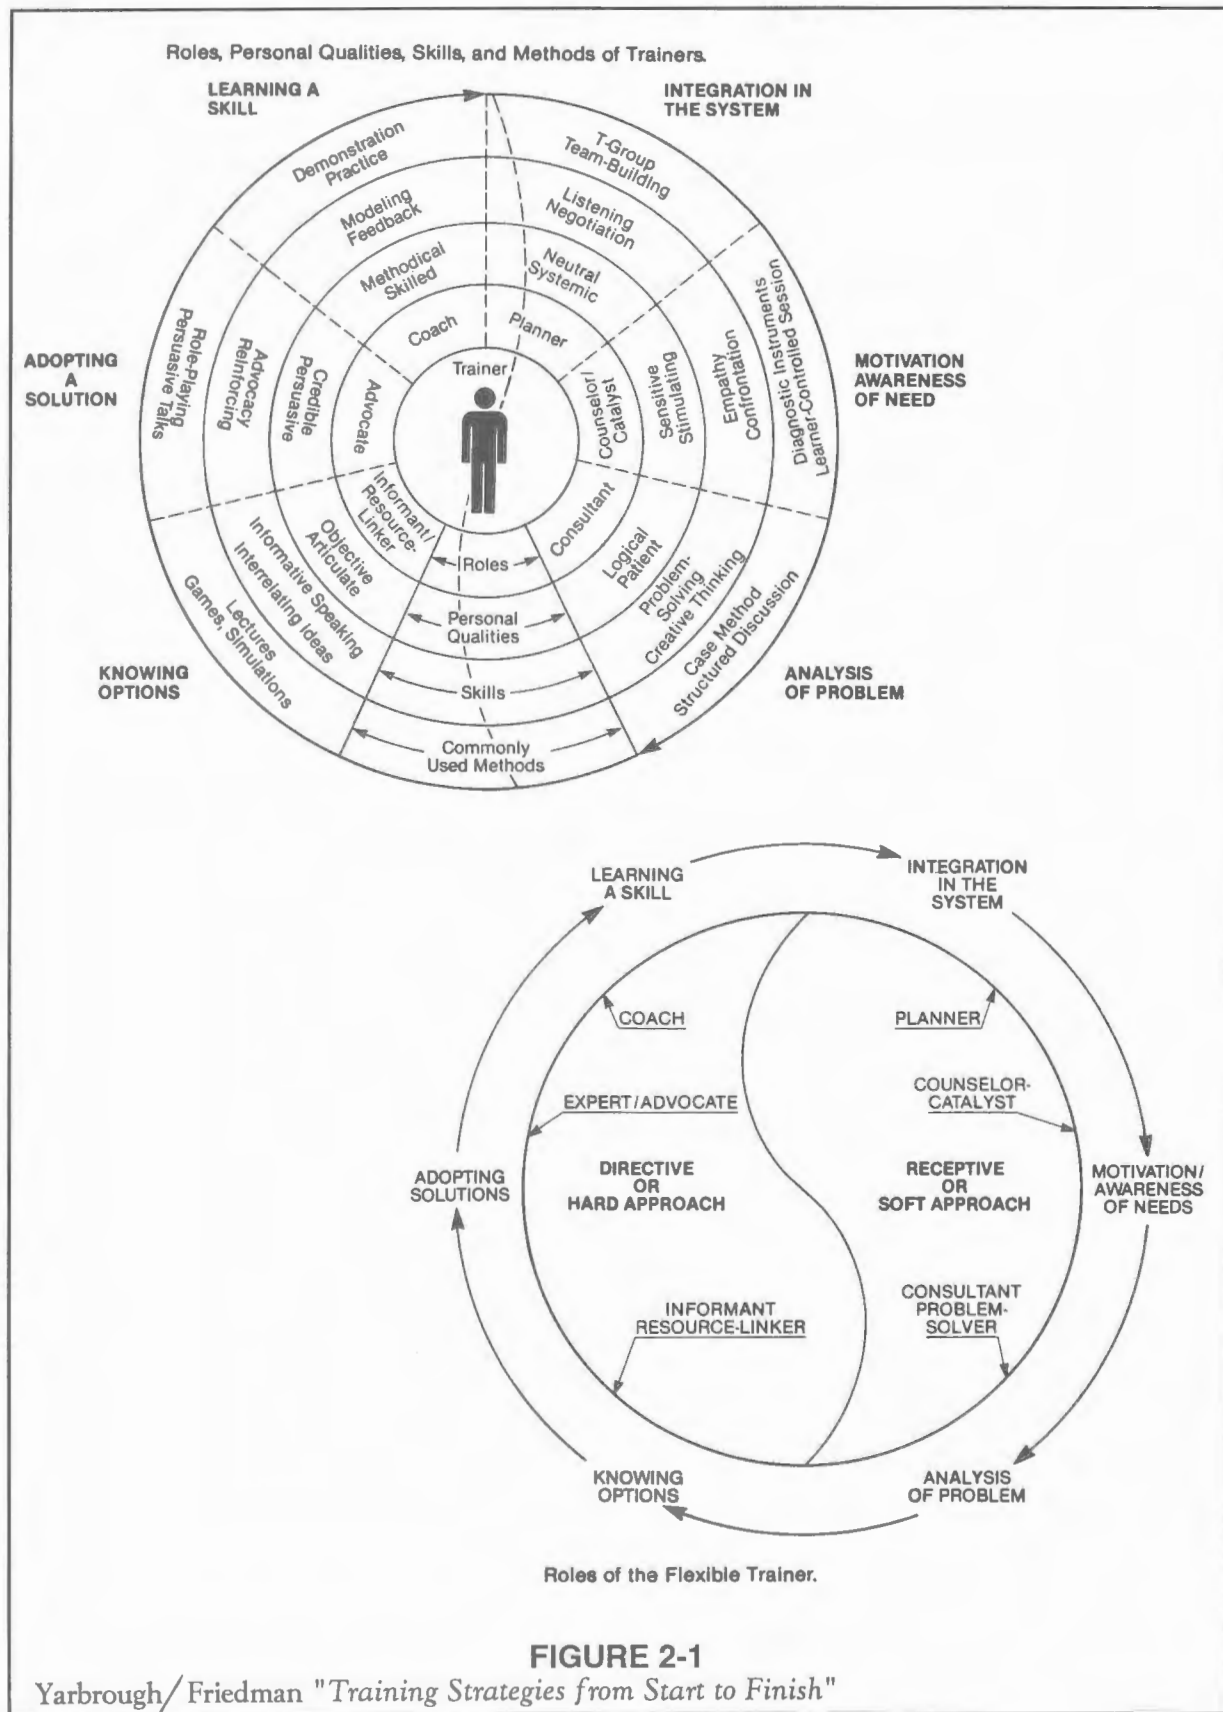 Roles, Personal Qualities, Skills, and Methods of Trainers.
LEARNING A
SKILL
INTEGRATION IN
THE SYSTEM
Demonstration
Practice
T-Group
Team-Building
Modeling
Feedback
Listening
Negotiation
Methodical
Skilled
Neutral
Systemic
Coach
Planner
Trainer
ADOPTING
A
SOLUTION
Role-Playing
Persuasive Talks
Advocacy
Reinforcing
Credible
Persuasive
Advocate
Counselor/
Catalyst
Sensitive
Stimulating
Empathy
Confrontation
Diagnostic Instruments
Learner-Controlled Session
MOTIVATION
AWARENESS
OF NEED
Informant/
Resource-
Linker
Objective
Articulate
Informative Speaking
Interrelating Ideas
Lectures
Games, Simulations
Consultant
Logical
Patient
Problem-
Solving
Creative Thinking
Case Method
Structured Discussion
Roles
Personal
Qualities
Skills
Commonly
Used Methods
KNOWING
OPTIONS
ANALYSIS
OF PROBLEM
LEARNING
A SKILL
INTEGRATION
IN THE
SYSTEM
COACH
PLANNER
EXPERT/ADVOCATE
COUNSELOR-
CATALYST
ADOPTING
SOLUTIONS
DIRECTIVE
OR
HARD APPROACH
RECEPTIVE
OR
SOFT APPROACH
MOTIVATION/
AWARENESS
OF NEEDS
INFORMANT
RESOURCE-LINKER
CONSULTANT
PROBLEM-
SOLVER
KNOWING
OPTIONS
ANALYSIS
OF PROBLEM
Roles of the Flexible Trainer.
FIGURE 2-1
Yarbrough/Friedman "Training Strategies from Start to Finish"